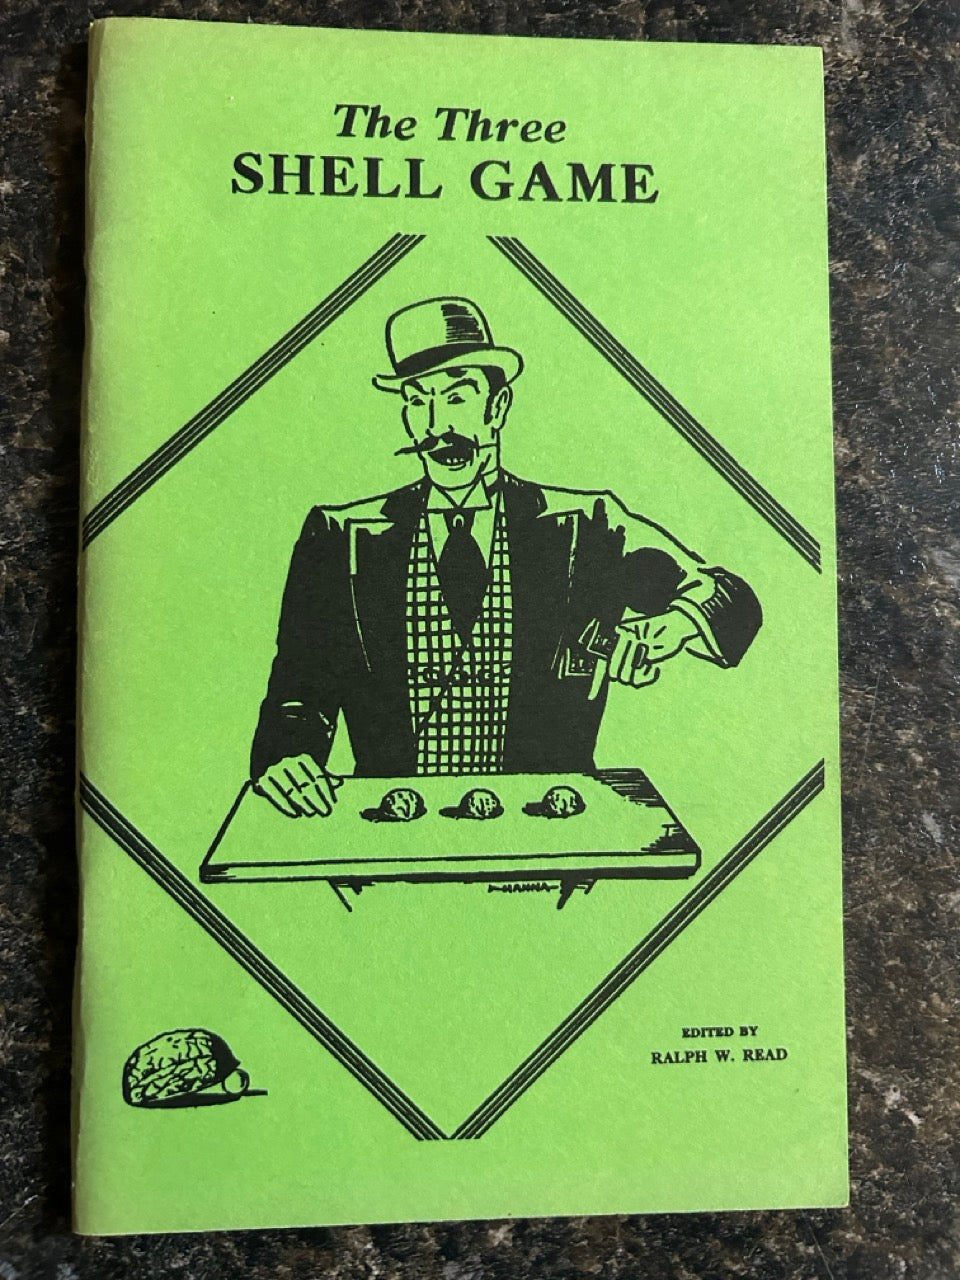 The Three
SHELL GAME
HANNA
EDITED BY
RALPH W. READ